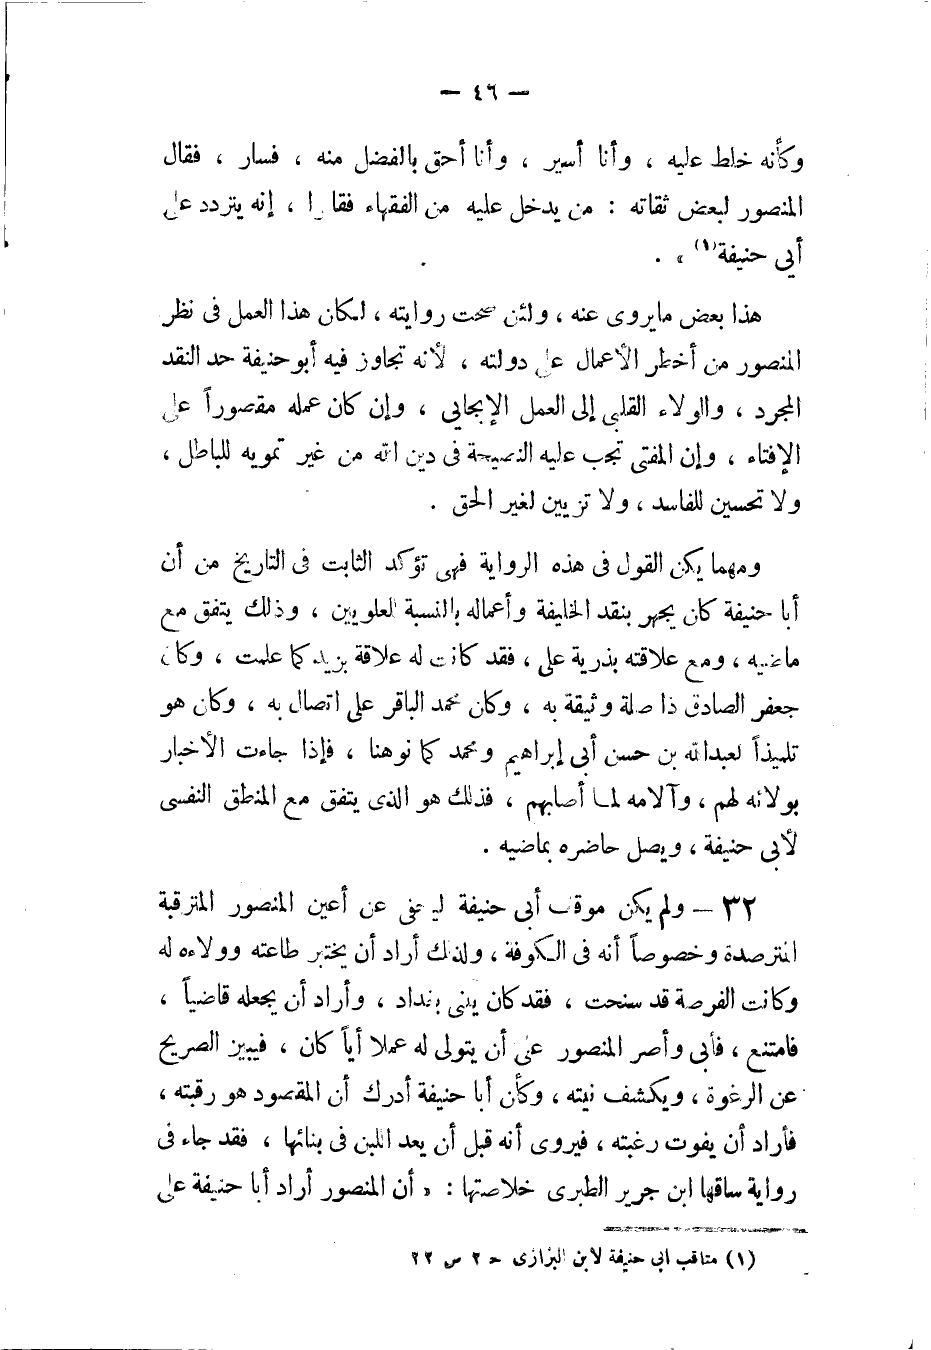 — ٤٦ —
وكأنه خلط عليه ، وأنا أسير ، وأنا أحق بالفضل منه ، فسار ، فقال
المنصور لبعض ثقاته : من يدخل عليه من الفقهاء فقالوا ، إنه يتردد على
أبي حنيفة(١) » .
هذا بعض مايروى عنه ، ولئن صحت روايته ، لكان هذا العمل فى نظر
المنصور من أخطر الأعمال على دولته ، لأنه تجاوز فيه أبو حنيفة حد النقد
المجرد ، والولاء القلبى إلى العمل الإيجابي ، وإن كان عمله مقصوراً على
الإفتاء ، وإن المفتى تجب عليه النصيحة فى دين الله من غير تمويه للباطل ،
ولا تحسين للفاسد ، ولا تزيين لغير الحق .
ومهما يكن القول فى هذه الرواية فهى تؤكد الثابت فى التاريخ من أن
أبا حنيفة كان يجهر بنقد الخليفة وأعماله بالنسبة للعلويين ، وذلك يتفق مع
ماضيه ، ومع علاقته بذرية على ، فقد كانت له علاقة بزيد كما علمت ، وكان
جعفر الصادق ذا صلة وثيقة به ، وكان محمد الباقر على اتصال به ، وكان هو
تلميذاً لعبدالله بن حسن أبي إبراهيم ومحمد كما نوهنا ، فإذا جاءت الأخبار
بولائه لهم ، وآلامه لما أصابهم ، فذلك هو الذى يتفق مع المنطق النفسى
لأبي حنيفة ، ويصل حاضره بماضيه .
٣٢ – ولم يكن موقف أبي حنيفة ليخفى عن أعين المنصور المترقبة
المترصدة وخصوصاً أنه فى الكوفة ، ولذلك أراد أن يختبر طاعته وولاءه له
وكانت الفرصة قد سنحت ، فقد كان يبنى بغداد ، وأراد أن يجعله قاضياً ،
فامتنع ، فأبى وأصر المنصور على أن يتولى له عملا أياً كان ، فيبيز الصريح
عن الرغوة ، ويكشف نيته ، وكأن أبا حنيفة أدرك أن المقصود هو رقبته ،
فأراد أن يفوت رغبته ، فيروى أنه قبل أن يعد اللبن فى بنائها ، فقد جاء فى
رواية ساقها ابن جرير الطبرى خلاصتها : « أن المنصور أراد أبا حنيفة على
(١) مناقب ابي حنيفة لابن البزازى ح ٢ س ٢٢